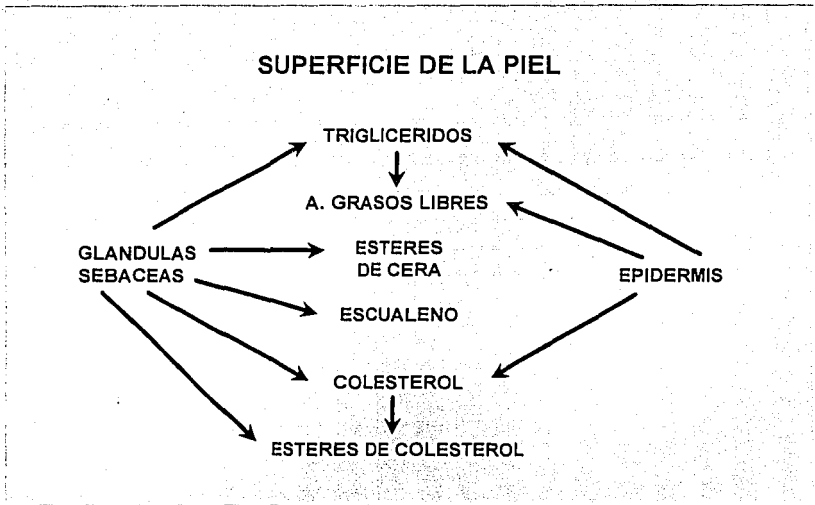 SUPERFICIE DE LA PIEL
TRIGLICERIDOS
A. GRASOS LIBRES
GLANDULAS
SEBACEAS
ESTERES
DE CERA
EPIDERMIS
ESCUALENO
COLESTEROL
ESTERES DE COLESTEROL